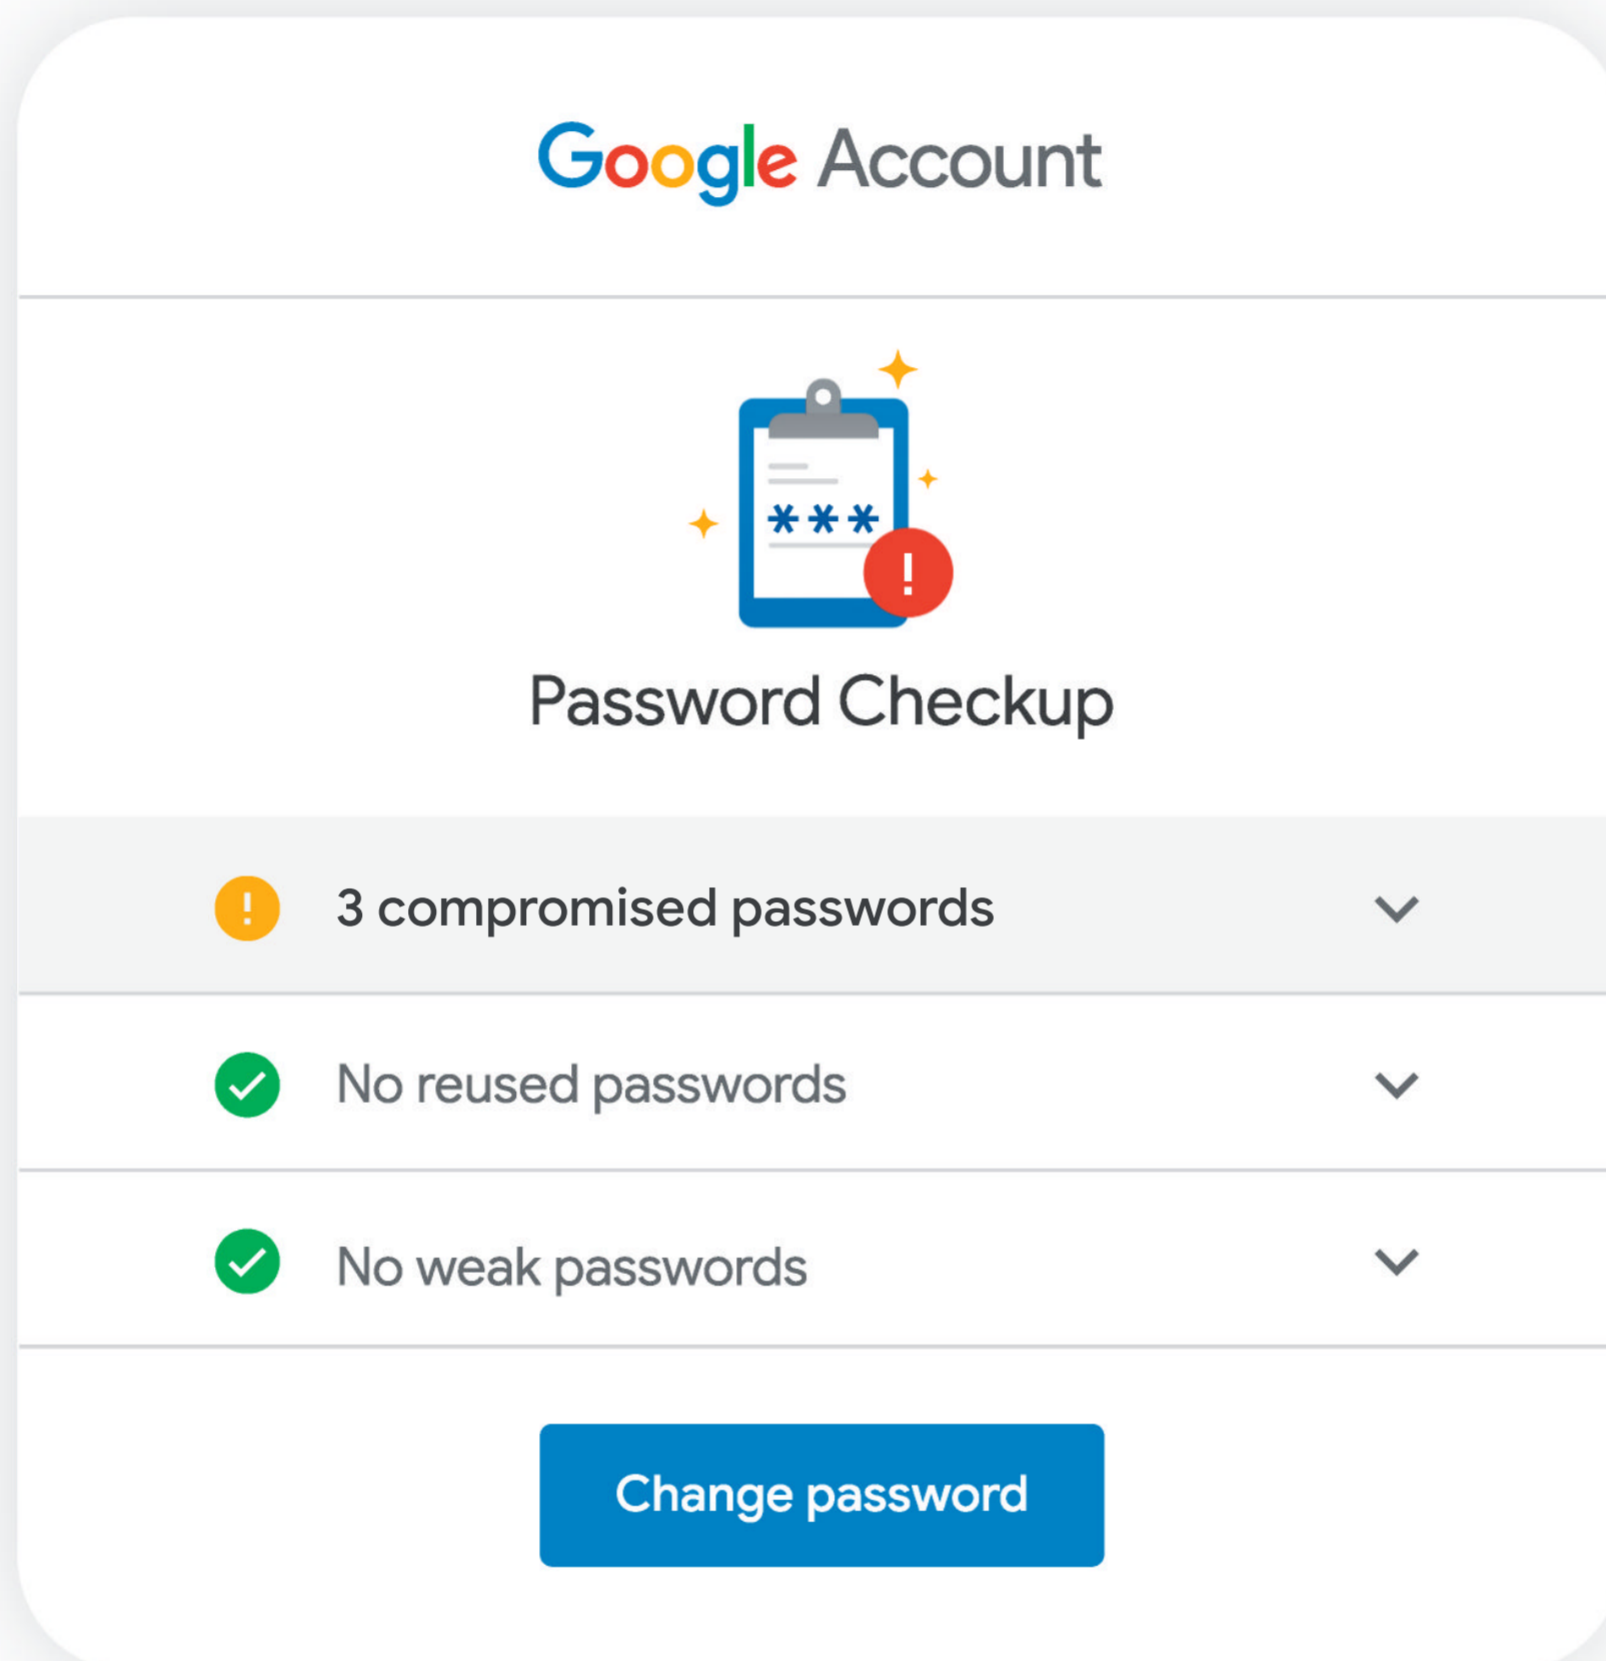 Google Account
***
Password Checkup
3 compromised passwords
No reused passwords
No weak passwords
Change password